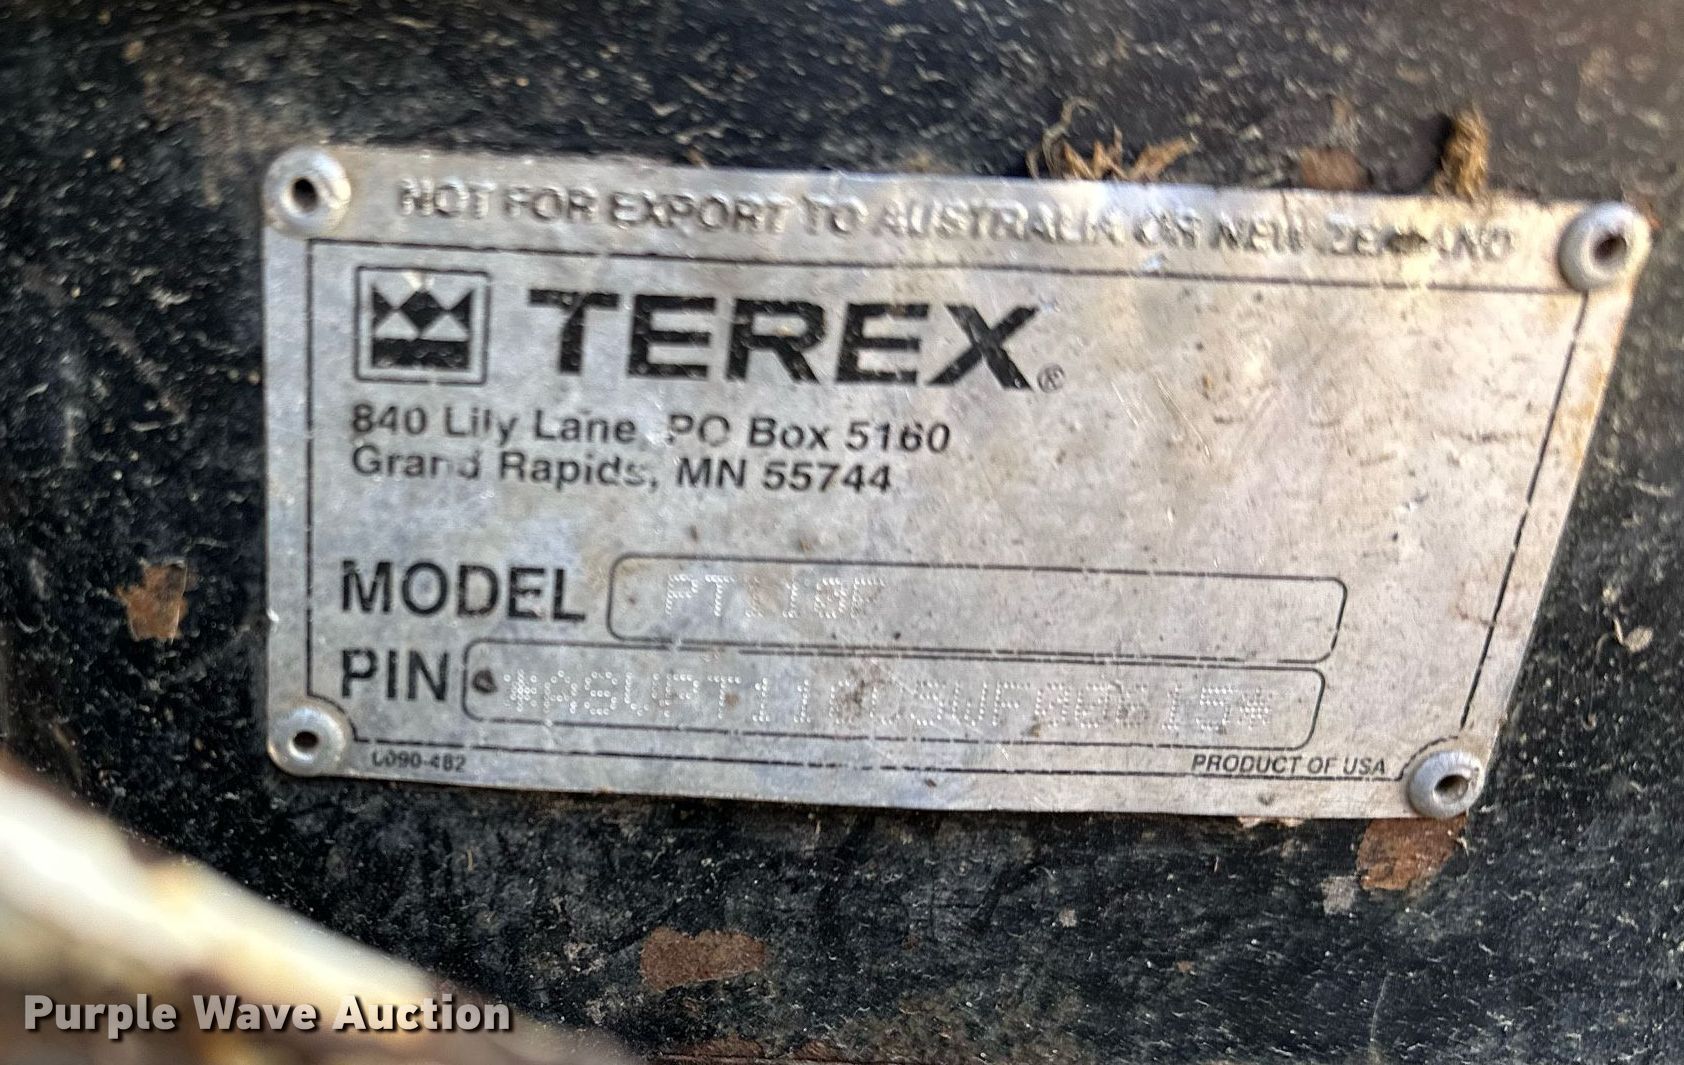 NOT FOR EXPORT TO AUSTRALIA OR NEW ZEALAND
TEREX®
840 Lily Lane, PO Box 5160
Grand Rapids, MN 55744
MODEL PT110F
PIN
L090-482
PRODUCT OF USA
Purple Wave Auction